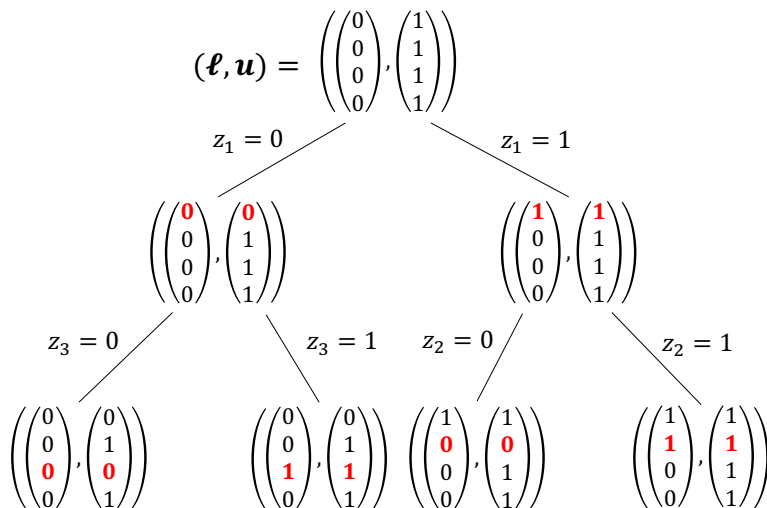 (ℓ, u) = ((0 0 0 0), (1 1 1 1))
z₁ = 0
z₁ = 1
((0 0 0 0), (0 1 1 1))
((1 0 0 0), (1 1 1 1))
z₃ = 0
z₃ = 1
z₂ = 0
z₂ = 1
((0 0 0 0), (0 1 0 1))
((0 0 1 0), (0 1 1 1))
((1 0 0 0), (1 0 1 1))
((1 1 0 0), (1 1 1 1))